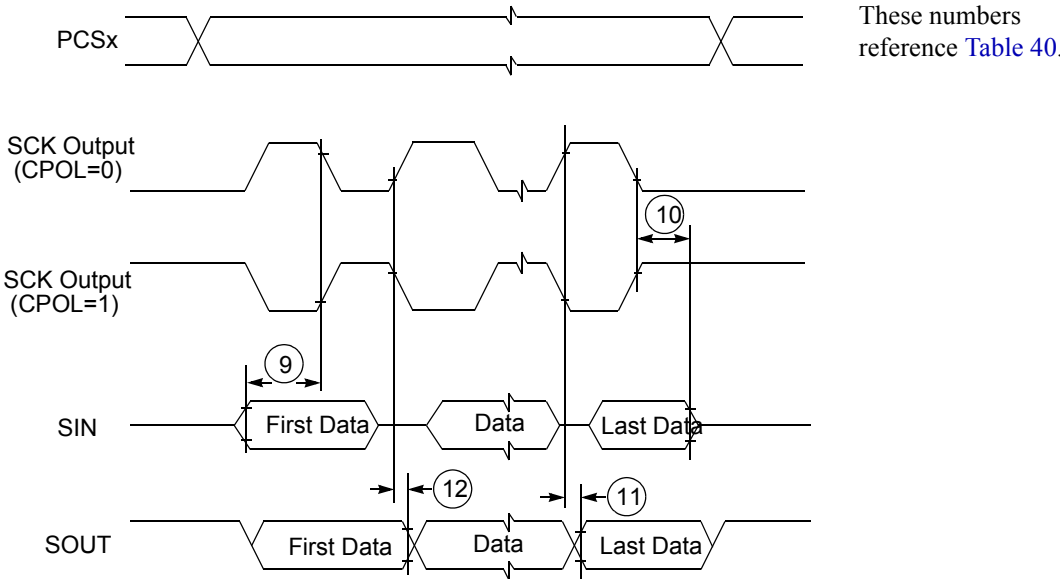 PCSx
These numbers
reference Table 40.
SCK Output
(CPOL=0)
10
SCK Output
(CPOL=1)
9
SIN
First Data
Data
Last Data
12
11
SOUT
First Data
Data
Last Data